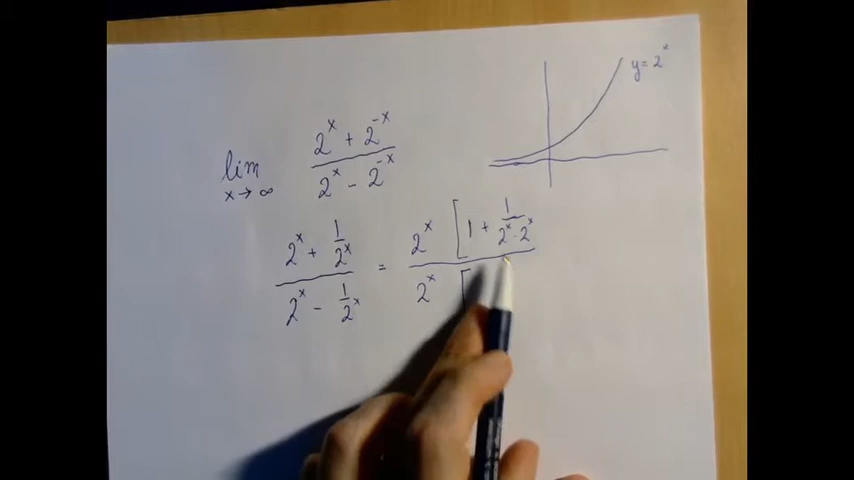 y = 2^x
lim x→∞ (2^x + 2^-x) / (2^x - 2^-x)
(2^x + 1/2^x) / (2^x - 1/2^x) = 2^x [1 + 1/(2^x · 2^x) / 2^x [